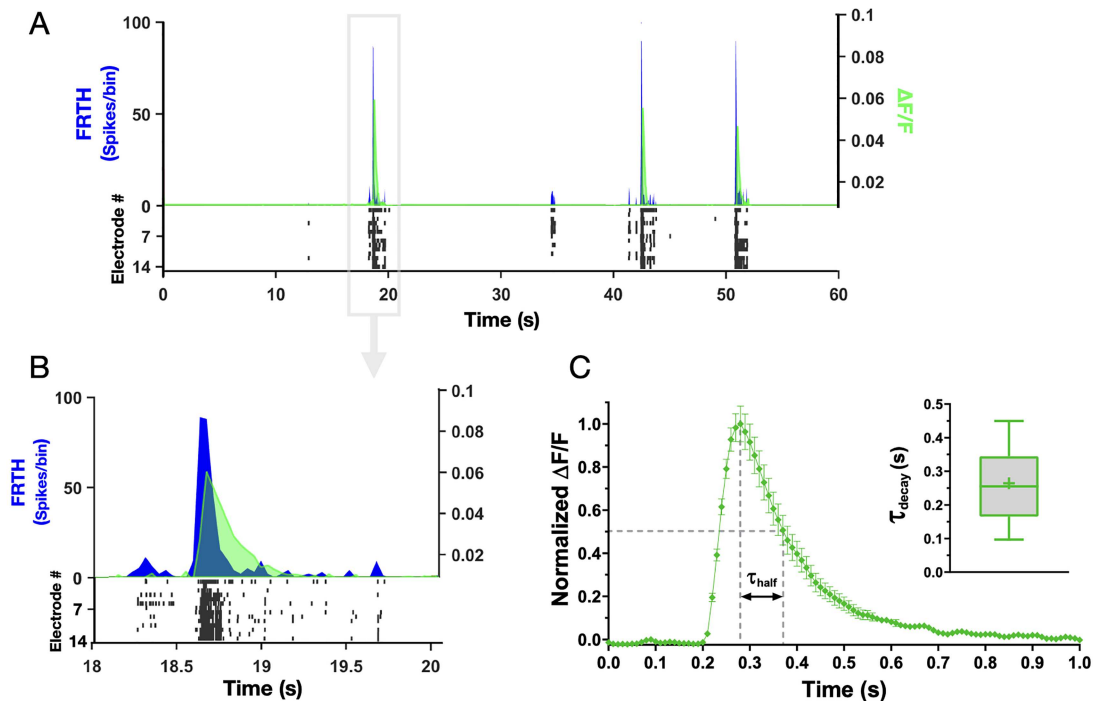 A
100
50
0
FRTH
(Spikes/bin)
0.1
0.08
0.06
0.04
0.02
ΔF/F
Electrode #
7
14
0 10 20 30 40 50 60
Time (s)
B
100
50
0
FRTH
(Spikes/bin)
0.1
0.08
0.06
0.04
0.02
Electrode #
7
14
18 18.5 19 19.5 20
Time (s)
C
Normalized ΔF/F
1.0
0.8
0.6
0.4
0.2
0.0
τhalf
0.0 0.1 0.2 0.3 0.4 0.5 0.6 0.7 0.8 0.9 1.0
Time (s)
τdecay (s)
0.5
0.4
0.3
0.2
0.1
0.0